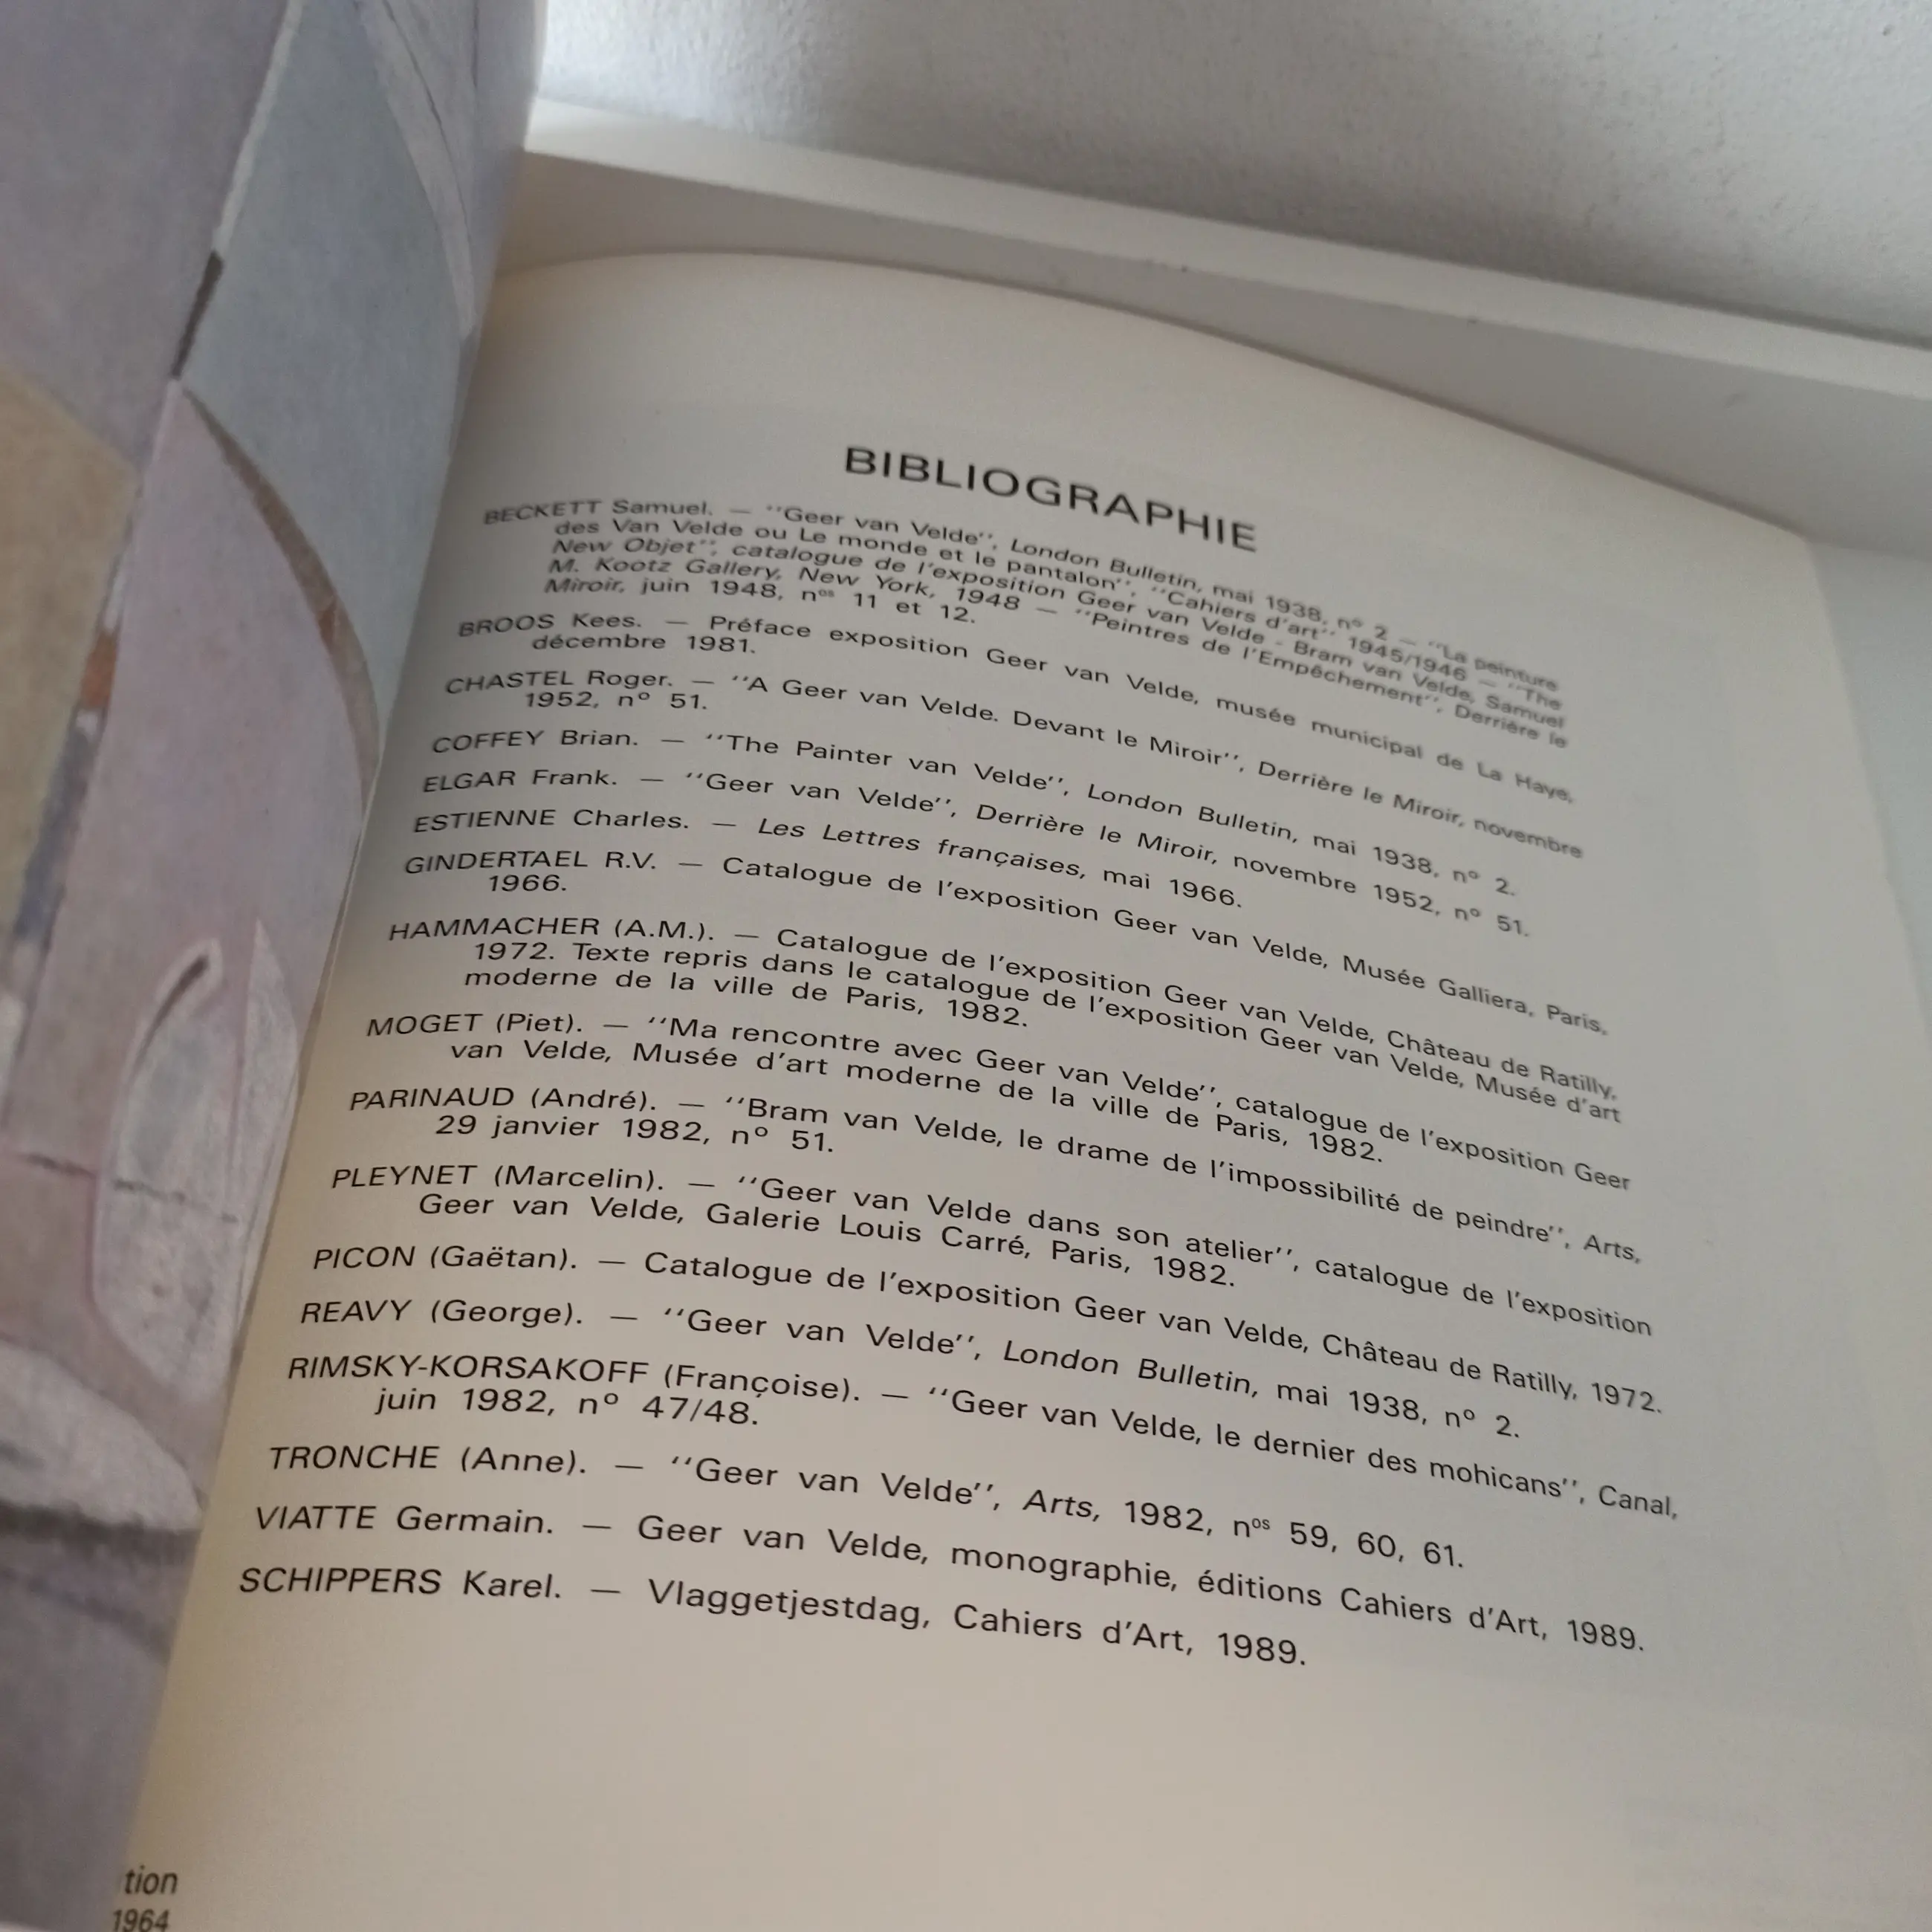 BIBLIOGRAPHIE
BECKETT Samuel. — ''Geer van Velde'', London Bulletin, mai 1938, nº 2 — ''La peinture
des Van Velde ou Le monde et le pantalon'', ''Cahiers d'art'' 1945/1946 — ''The
New Objet'', catalogue de l'exposition Geer van Velde - Bram van Velde, Samuel
M. Kootz Gallery, New York, 1948 — ''Peintres de l'Empêchement'', Derrière le
Miroir, juin 1948, nos 11 et 12.
BROOS Kees. — Préface exposition Geer van Velde, musée municipal de La Haye,
décembre 1981.
CHASTEL Roger. — ''A Geer van Velde. Devant le Miroir'', Derrière le Miroir, novembre
1952, nº 51.
COFFEY Brian. — ''The Painter van Velde'', London Bulletin, mai 1938, nº 2.
ELGAR Frank. — ''Geer van Velde'', Derrière le Miroir, novembre 1952, nº 51.
ESTIENNE Charles. — Les Lettres françaises, mai 1966.
GINDERTAEL R.V. — Catalogue de l'exposition Geer van Velde, Musée Galliera, Paris,
1966.
HAMMACHER (A.M.). — Catalogue de l'exposition Geer van Velde, Château de Ratilly,
1972. Texte repris dans le catalogue de l'exposition Geer van Velde, Musée d'art
moderne de la ville de Paris, 1982.
MOGET (Piet). — ''Ma rencontre avec Geer van Velde'', catalogue de l'exposition Geer
van Velde, Musée d'art moderne de la ville de Paris, 1982.
PARINAUD (André). — ''Bram van Velde, le drame de l'impossibilité de peindre'', Arts,
29 janvier 1982, nº 51.
PLEYNET (Marcelin). — ''Geer van Velde dans son atelier'', catalogue de l'exposition
Geer van Velde, Galerie Louis Carré, Paris, 1982.
PICON (Gaëtan). — Catalogue de l'exposition Geer van Velde, Château de Ratilly, 1972.
REAVY (George). — ''Geer van Velde'', London Bulletin, mai 1938, nº 2.
RIMSKY-KORSAKOFF (Françoise). — ''Geer van Velde, le dernier des mohicans'', Canal,
juin 1982, nº 47/48.
TRONCHE (Anne). — ''Geer van Velde'', Arts, 1982, nos 59, 60, 61.
VIATTE Germain. — Geer van Velde, monographie, éditions Cahiers d'Art, 1989.
SCHIPPERS Karel. — Vlaggetjestdag, Cahiers d'Art, 1989.
tion
1964